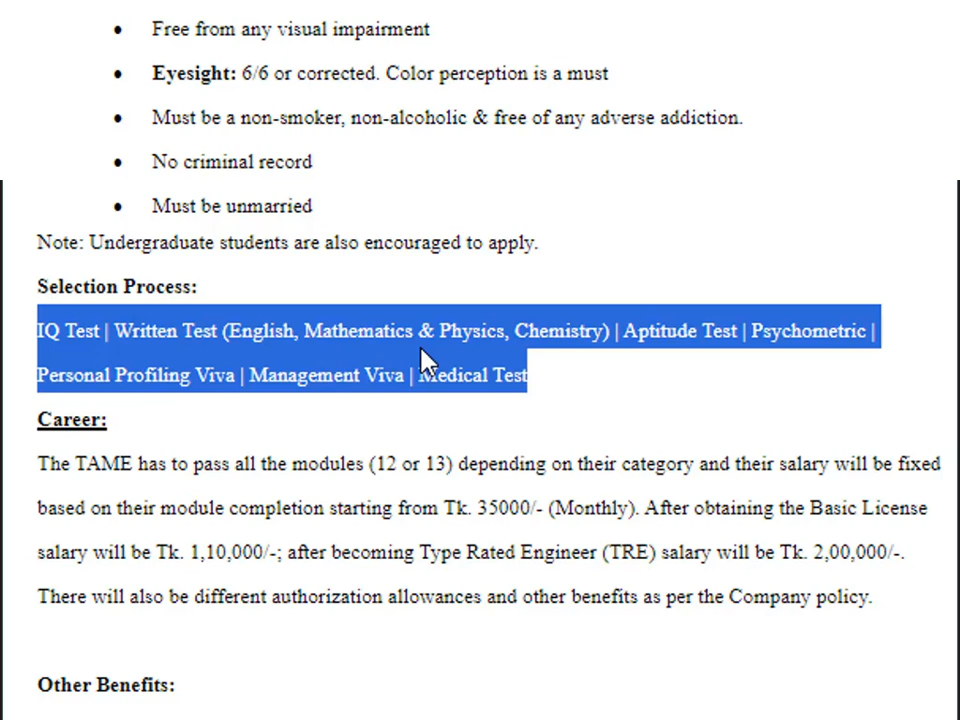 • Free from any visual impairment
• Eyesight: 6/6 or corrected. Color perception is a must
• Must be a non-smoker, non-alcoholic & free of any adverse addiction.
• No criminal record
• Must be unmarried
Note: Undergraduate students are also encouraged to apply.
Selection Process:
IQ Test | Written Test (English, Mathematics & Physics, Chemistry) | Aptitude Test | Psychometric |
Personal Profiling Viva | Management Viva | Medical Test
Career:
The TAME has to pass all the modules (12 or 13) depending on their category and their salary will be fixed
based on their module completion starting from Tk. 35000/- (Monthly). After obtaining the Basic License
salary will be Tk. 1,10,000/-; after becoming Type Rated Engineer (TRE) salary will be Tk. 2,00,000/-.
There will also be different authorization allowances and other benefits as per the Company policy.
Other Benefits: